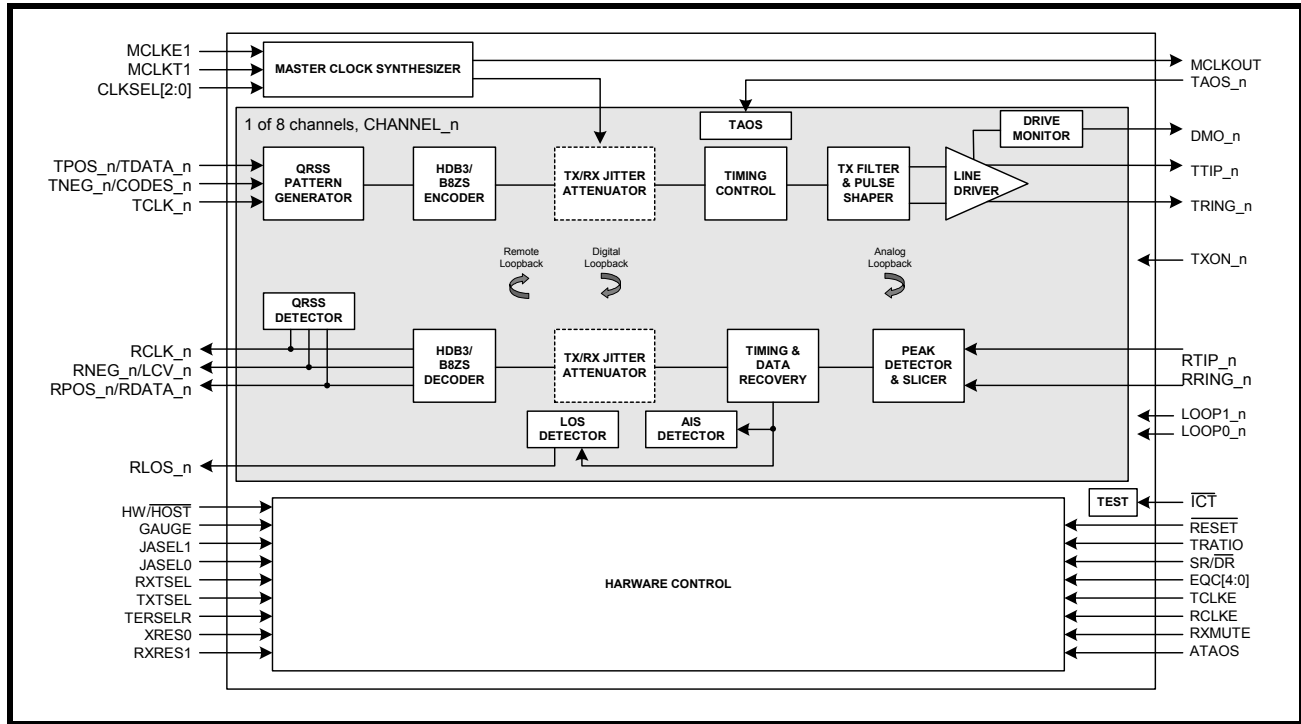 MCLKE1
MCLKT1
CLKSEL[2:0]
MASTER CLOCK SYNTHESIZER
MCLKOUT
TAOS_n
1 of 8 channels, CHANNEL_n
TAOS
DRIVE
MONITOR
DMO_n
TPOS_n/TDATA_n
TNEG_n/CODES_n
TCLK_n
QRSS
PATTERN
GENERATOR
HDB3/
B8ZS
ENCODER
TX/RX JITTER
ATTENUATOR
TIMING
CONTROL
TX FILTER
& PULSE
SHAPER
LINE
DRIVER
TTIP_n
TRING_n
TXON_n
Remote
Loopback
Digital
Loopback
Analog
Loopback
QRSS
DETECTOR
RCLK_n
RNEG_n/LCV_n
RPOS_n/RDATA_n
HDB3/
B8ZS
DECODER
TX/RX JITTER
ATTENUATOR
TIMING &
DATA
RECOVERY
PEAK
DETECTOR
& SLICER
RTIP_n
RRING_n
LOS
DETECTOR
AIS
DETECTOR
LOOP1_n
LOOP0_n
RLOS_n
HW/H̅O̅S̅T̅
GAUGE
JASEL1
JASEL0
RXTSEL
TXTSEL
TERSELR
XRES0
RXRES1
HARWARE CONTROL
TEST
I̅C̅T̅
R̅E̅S̅E̅T̅
TRATIO
SR/D̅R̅
EQC[4:0]
TCLKE
RCLKE
RXMUTE
ATAOS